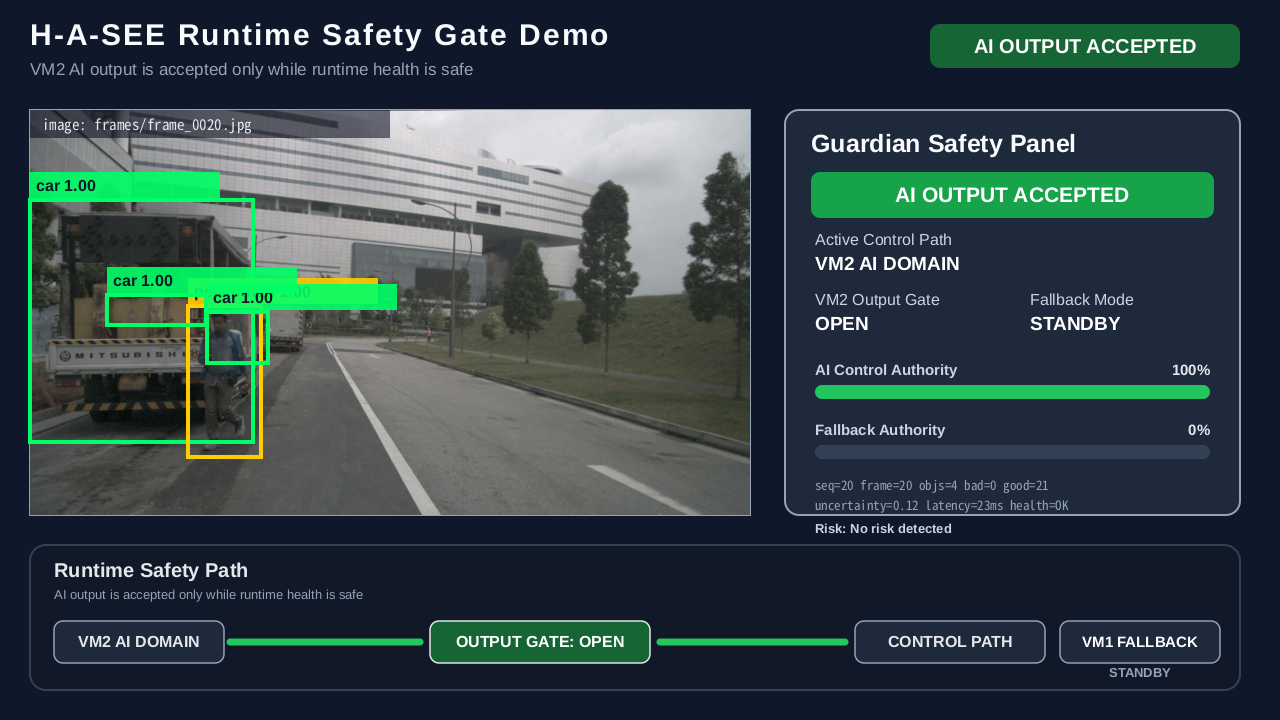 H-A-SEE Runtime Safety Gate Demo
VM2 AI output is accepted only while runtime health is safe
AI OUTPUT ACCEPTED
image: frames/frame_0020.jpg
car 1.00
car 1.00
1.00
car 1.00
MITSUBISH
Guardian Safety Panel
AI OUTPUT ACCEPTED
Active Control Path
VM2 AI DOMAIN
VM2 Output Gate
OPEN
Fallback Mode
STANDBY
AI Control Authority
100%
Fallback Authority
0%
seq=20 frame=20 objs=4 bad=0 good=21
uncertainty=0.12 latency=23ms health=OK
Risk: No risk detected
Runtime Safety Path
AI output is accepted only while runtime health is safe
VM2 AI DOMAIN
OUTPUT GATE: OPEN
CONTROL PATH
VM1 FALLBACK
STANDBY